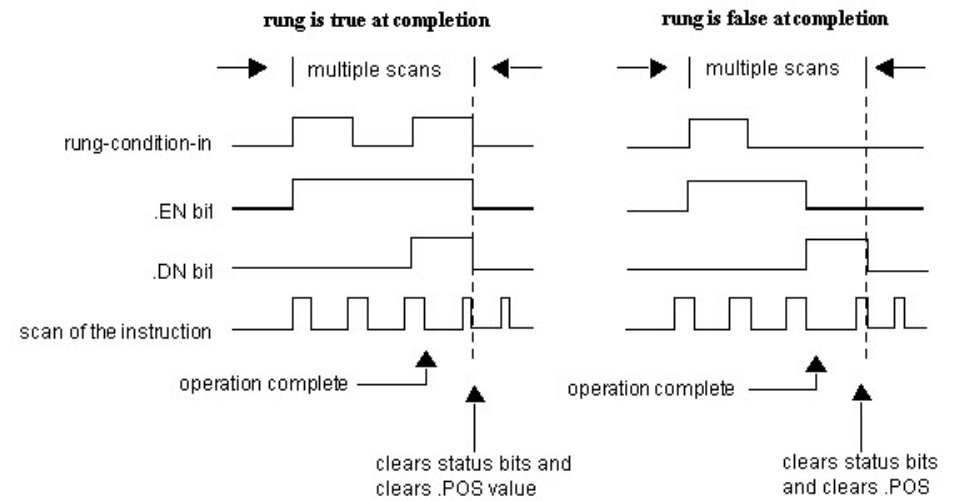 rung is true at completion
rung is false at completion
multiple scans
multiple scans
rung-condition-in
.EN bit
.DN bit
scan of the instruction
operation complete
operation complete
clears status bits and
clears .POS value
clears status bits
and clears .POS